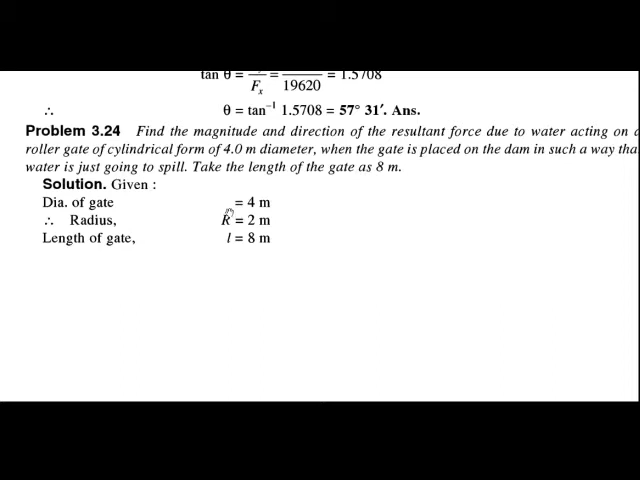 tan θ = = = 1.5708
Fₓ 19620
∴ θ = tan⁻¹ 1.5708 = 57° 31′. Ans.
Problem 3.24 Find the magnitude and direction of the resultant force due to water acting on a
roller gate of cylindrical form of 4.0 m diameter, when the gate is placed on the dam in such a way tha
water is just going to spill. Take the length of the gate as 8 m.
Solution. Given :
Dia. of gate = 4 m
∴ Radius, R = 2 m
Length of gate, l = 8 m